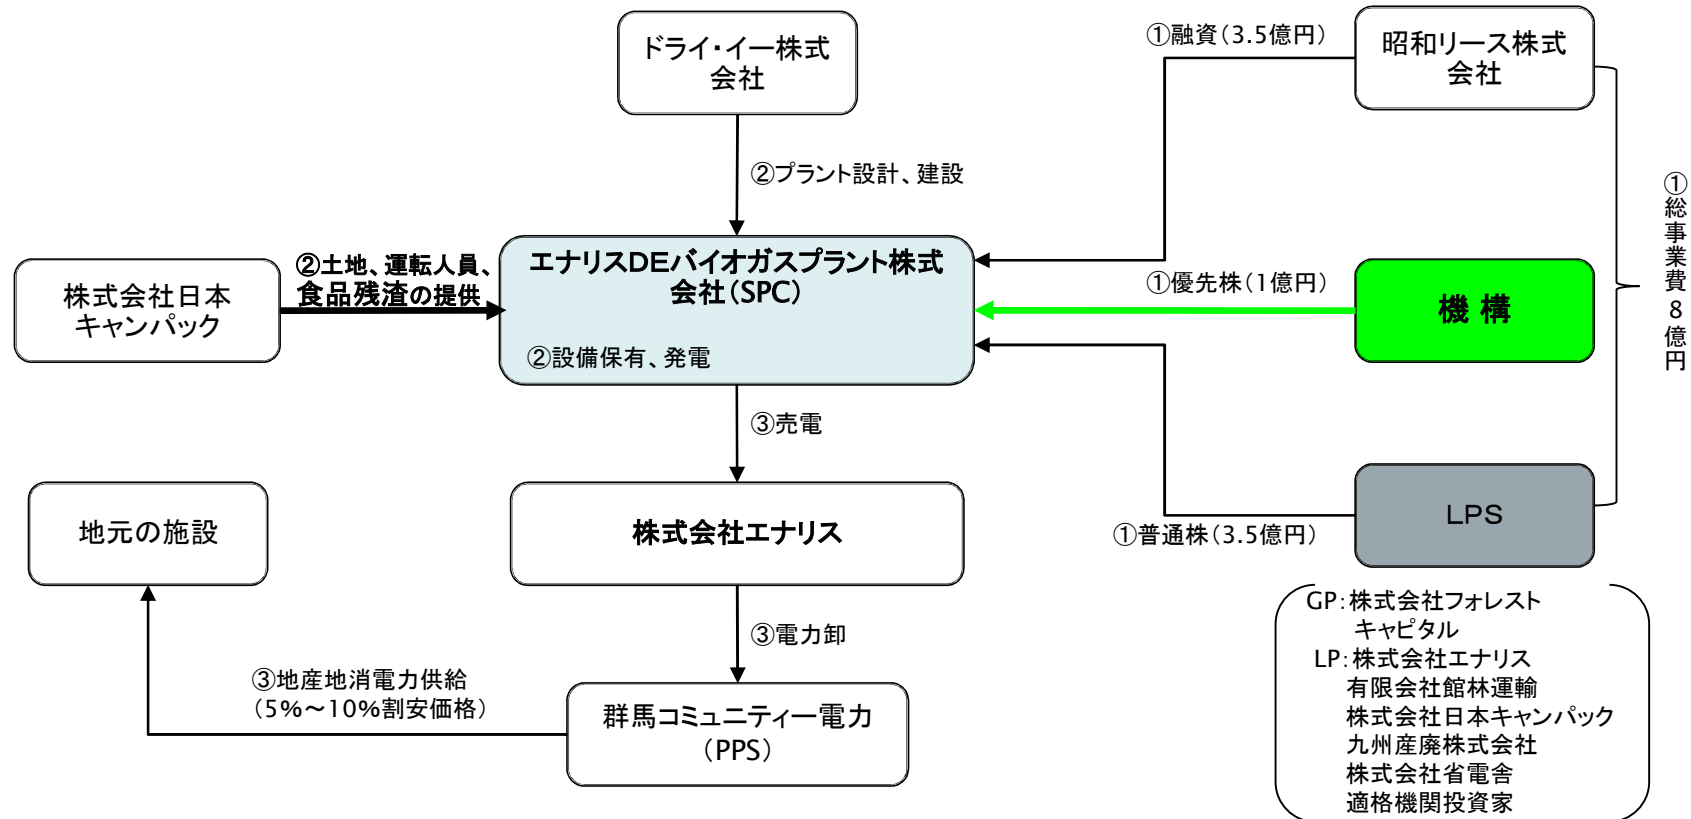 ドライ・イー株式
会社
①融資(3.5億円)
昭和リース株式
会社
②プラント設計、建設
①総事業費8億円
株式会社日本
キャンパック
②土地、運転人員、
食品残渣の提供
エナリスDEバイオガスプラント株式
会社(SPC)
②設備保有、発電
①優先株(1億円)
機 構
③売電
地元の施設
株式会社エナリス
①普通株(3.5億円)
LPS
③電力卸
③地産地消電力供給
(5%~10%割安価格)
群馬コミュニティー電力
(PPS)
GP:株式会社フォレスト
キャピタル
LP:株式会社エナリス
有限会社館林運輸
株式会社日本キャンパック
九州産廃株式会社
株式会社省電舎
適格機関投資家